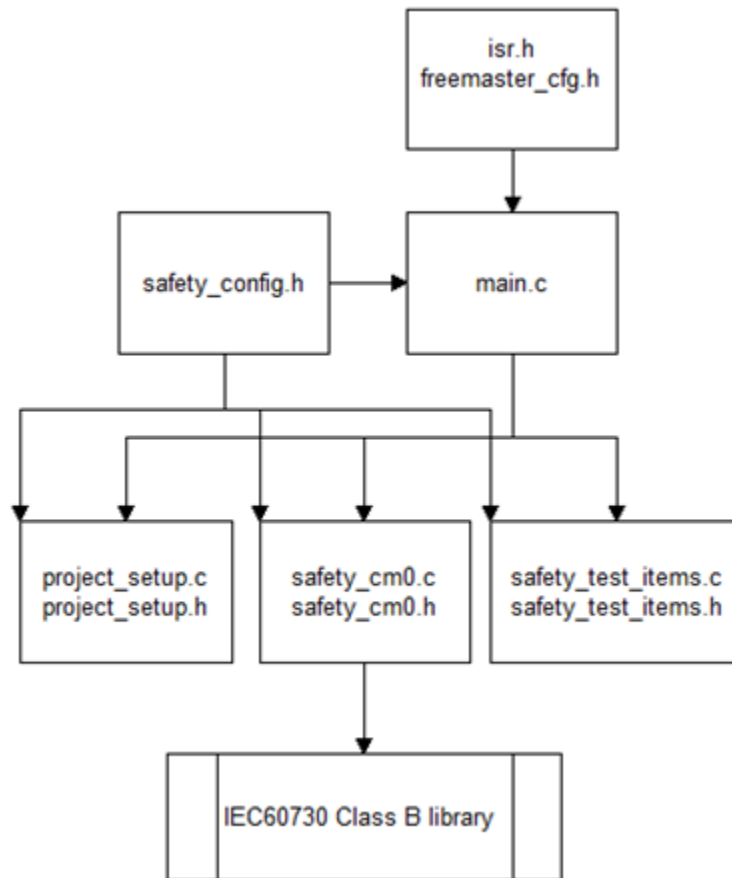 isr.h
freemaster_cfg.h
safety_config.h
main.c
project_setup.c
project_setup.h
safety_cm0.c
safety_cm0.h
safety_test_items.c
safety_test_items.h
IEC60730 Class B library